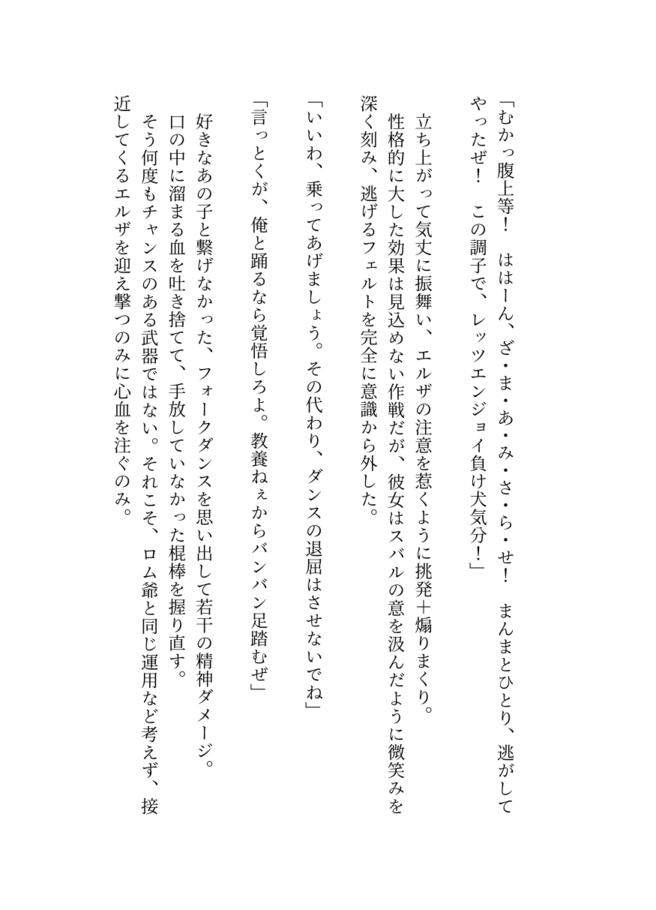 「むかっ腹上等！　ははーん、ざ・ま・あ・み・さ・ら・せ！　まんまとひとり、逃がして
やったぜ！　この調子で、レッツエンジョイ負け犬気分！」
　立ち上がって気丈に振舞い、エルザの注意を惹くように挑発＋煽りまくり。
　性格的に大した効果は見込めない作戦だが、彼女はスバルの意を汲んだように微笑みを
深く刻み、逃げるフェルトを完全に意識から外した。
「いいわ、乗ってあげましょう。その代わり、ダンスの退屈はさせないでね」
「言っとくが、俺と踊るなら覚悟しろよ。教養ねぇからバンバン足踏むぜ」
　好きなあの子と繋げなかった、フォークダンスを思い出して若干の精神ダメージ。
　口の中に溜まる血を吐き捨てて、手放していなかった棍棒を握り直す。
　そう何度もチャンスのある武器ではない。それこそ、ロム爺と同じ運用など考えず、接
近してくるエルザを迎え撃つのみに心血を注ぐのみ。